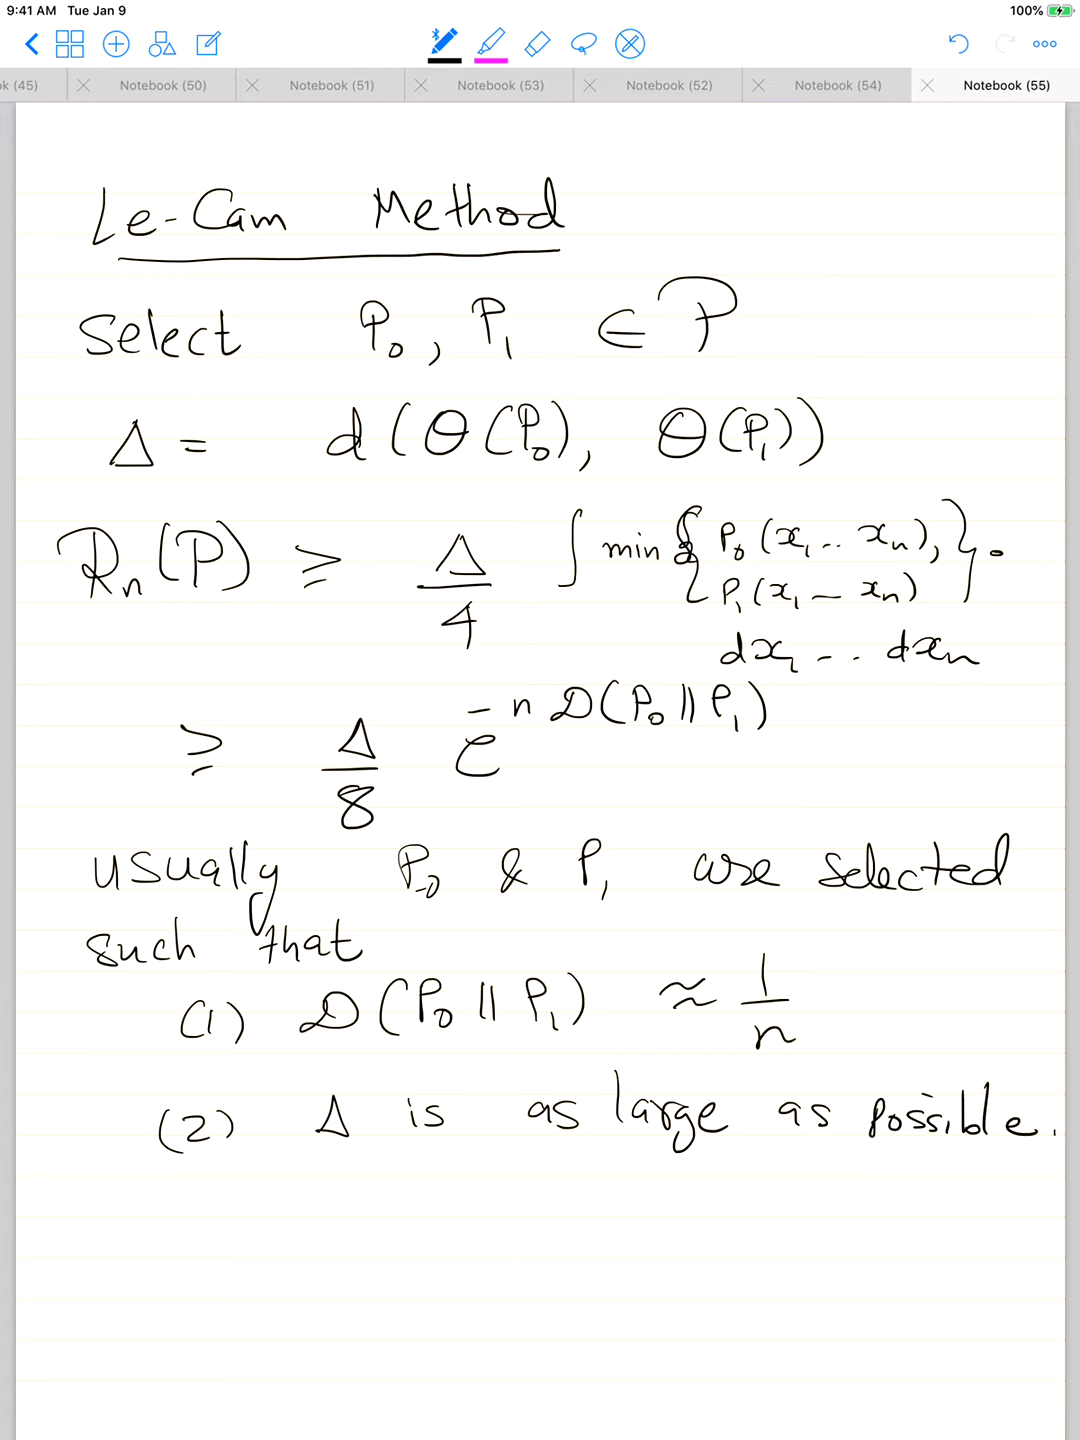 9:41 AM Tue Jan 9 100%
ok (45) Notebook (50) Notebook (51) Notebook (53) Notebook (52) Notebook (54) Notebook (55)
Le-Cam Method
Select P₀, P₁ ∈ P
Δ = d(θ(P₀), θ(P₁))
Rₙ(P) ≥ Δ/4 ∫ min { P₀(x₁.. xₙ), P₁(x₁ – xₙ) } .
dx₁ - .. dxₙ
≥ Δ/8 e^(-n D(P₀ || P₁))
usually P₀ & P₁ are selected
such that
(1) D(P₀ || P₁) ≈ 1/n
(2) Δ is as large as possible.